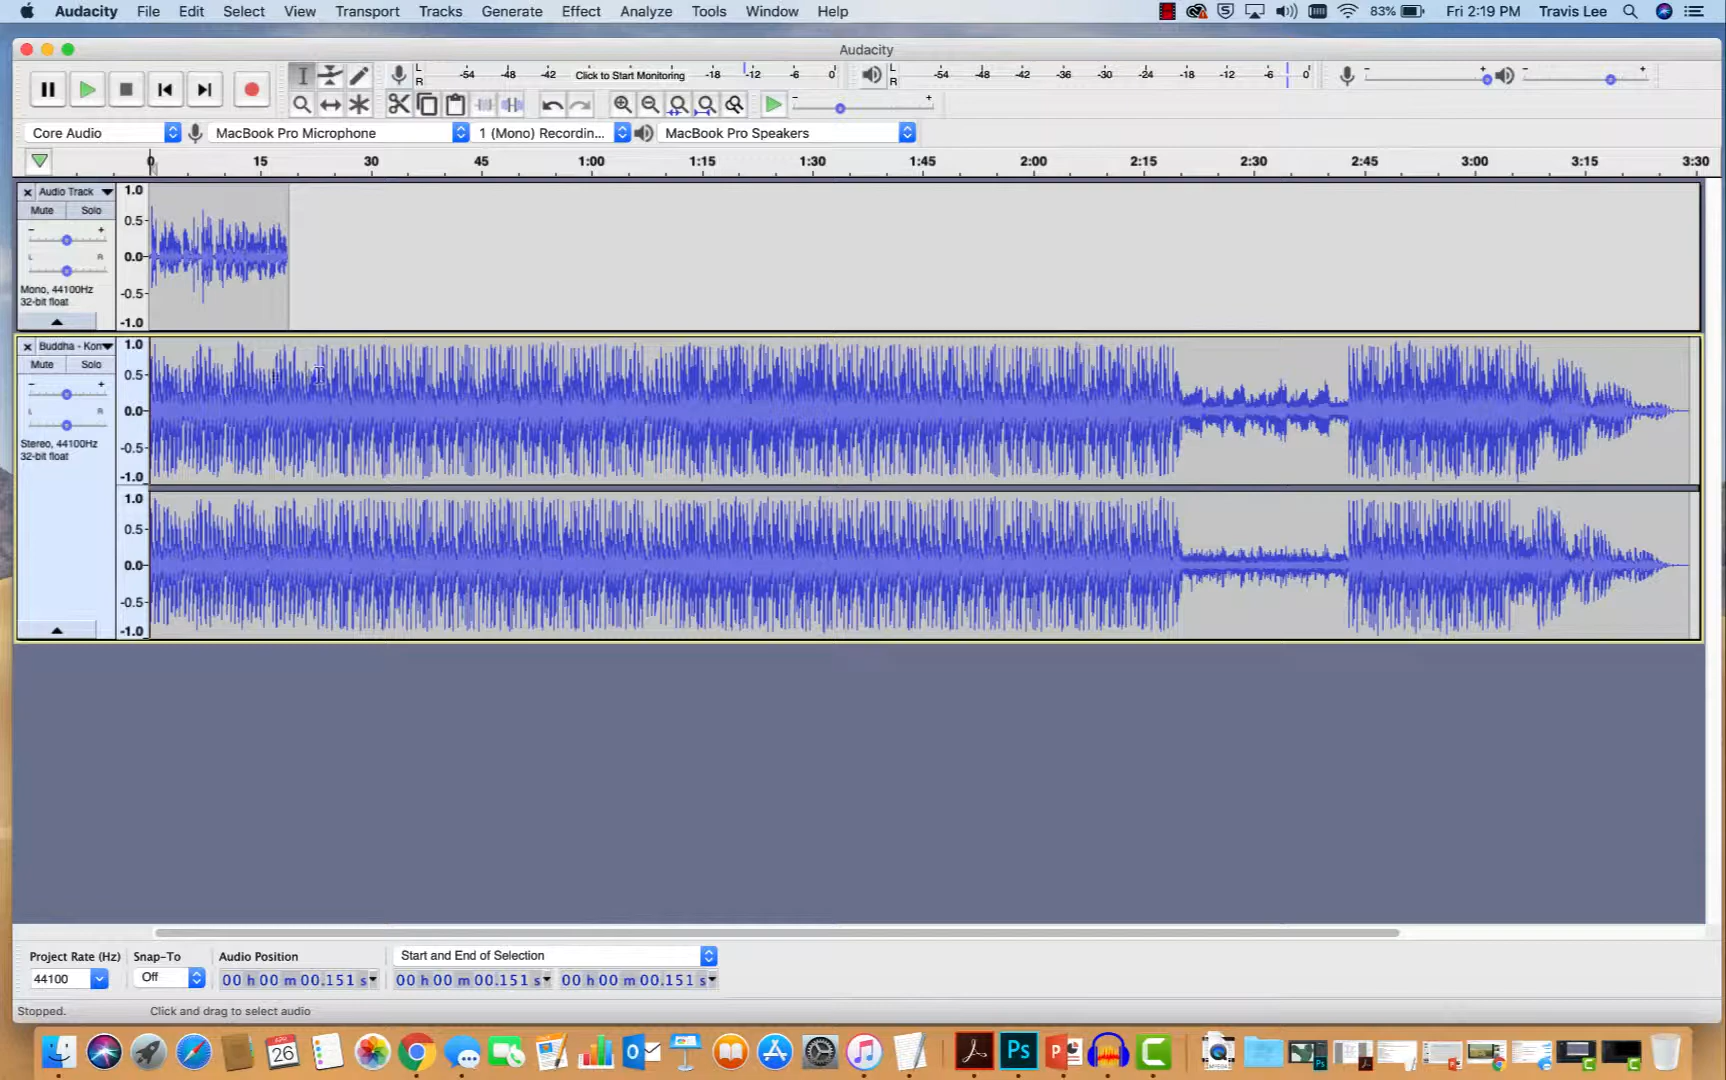 Audacity File Edit Select View Transport Tracks Generate Effect Analyze Tools Window Help 83% Fri 2:19 PM Travis Lee
Audacity
L R -54 -48 -42 Click to Start Monitoring -18 -12 -6 0 L R -54 -48 -42 -36 -30 -24 -18 -12 -6 0 - + - +
- +
Core Audio MacBook Pro Microphone 1 (Mono) Recordin... MacBook Pro Speakers
0 15 30 45 1:00 1:15 1:30 1:45 2:00 2:15 2:30 2:45 3:00 3:15 3:30
× Audio Track 1.0
Mute Solo
- + 0.5
L R 0.0
Mono, 44100Hz -0.5
32-bit float
-1.0
× Buddha - Kom 1.0
Mute Solo
- + 0.5
L R 0.0
Stereo, 44100Hz -0.5
32-bit float
-1.0
1.0
0.5
0.0
-0.5
-1.0
Project Rate (Hz) Snap-To Audio Position Start and End of Selection
44100 Off 00 h 00 m 00.151 s 00 h 00 m 00.151 s 00 h 00 m 00.151 s
Stopped. Click and drag to select audio
26 Ps